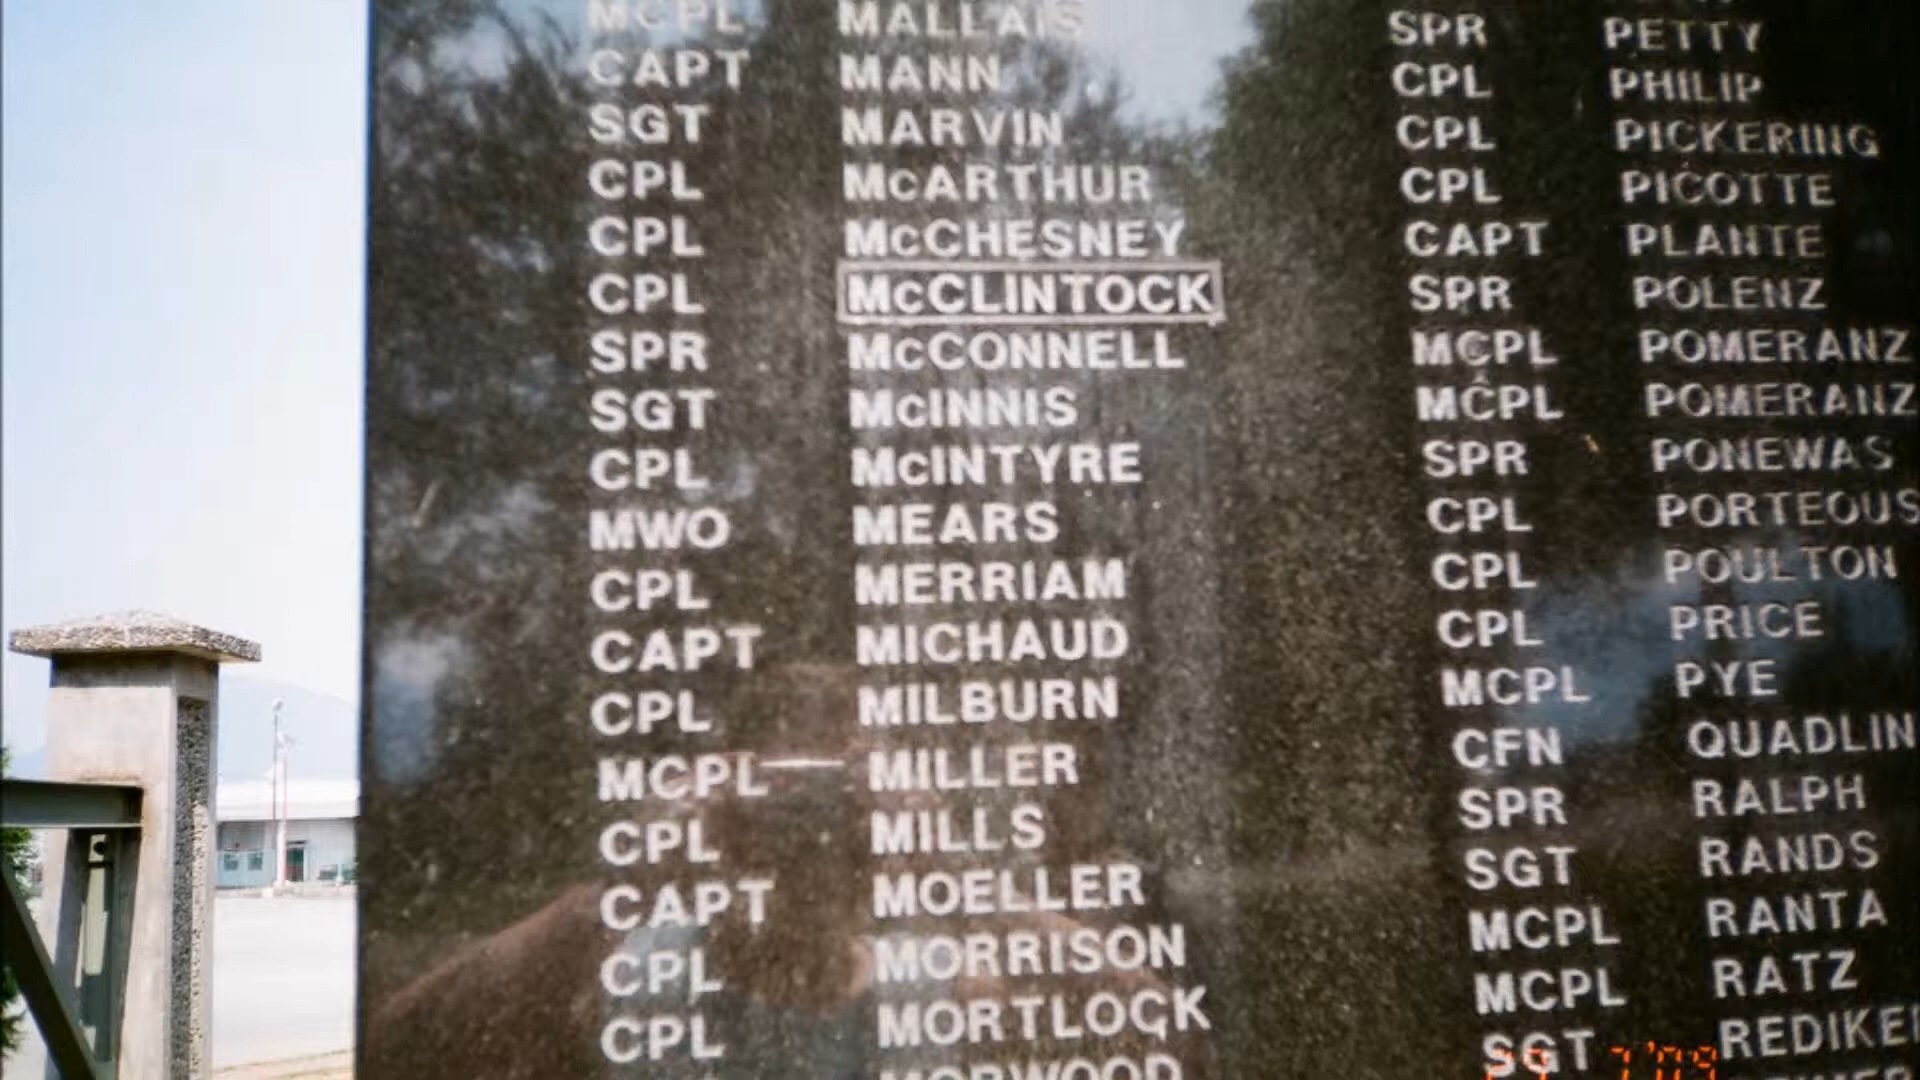 MCPL MALLAIS
CAPT MANN
SGT MARVIN
CPL McARTHUR
CPL McCHESNEY
CPL McCLINTOCK
SPR McCONNELL
SGT McINNIS
CPL McINTYRE
MWO MEARS
CPL MERRIAM
CAPT MICHAUD
CPL MILBURN
MCPL MILLER
CPL MILLS
CAPT MOELLER
CPL MORRISON
CPL MORTLOCK
MORWOOD
SPR PETTY
CPL PHILIP
CPL PICKERING
CPL PICOTTE
CAPT PLANTE
SPR POLENZ
MCPL POMERANZ
MCPL POMERANZ
SPR PONEWAS
CPL PORTEOUS
CPL POULTON
CPL PRICE
MCPL PYE
CFN QUADLIN
SPR RALPH
SGT RANDS
MCPL RANTA
MCPL RATZ
SGT REDIKE